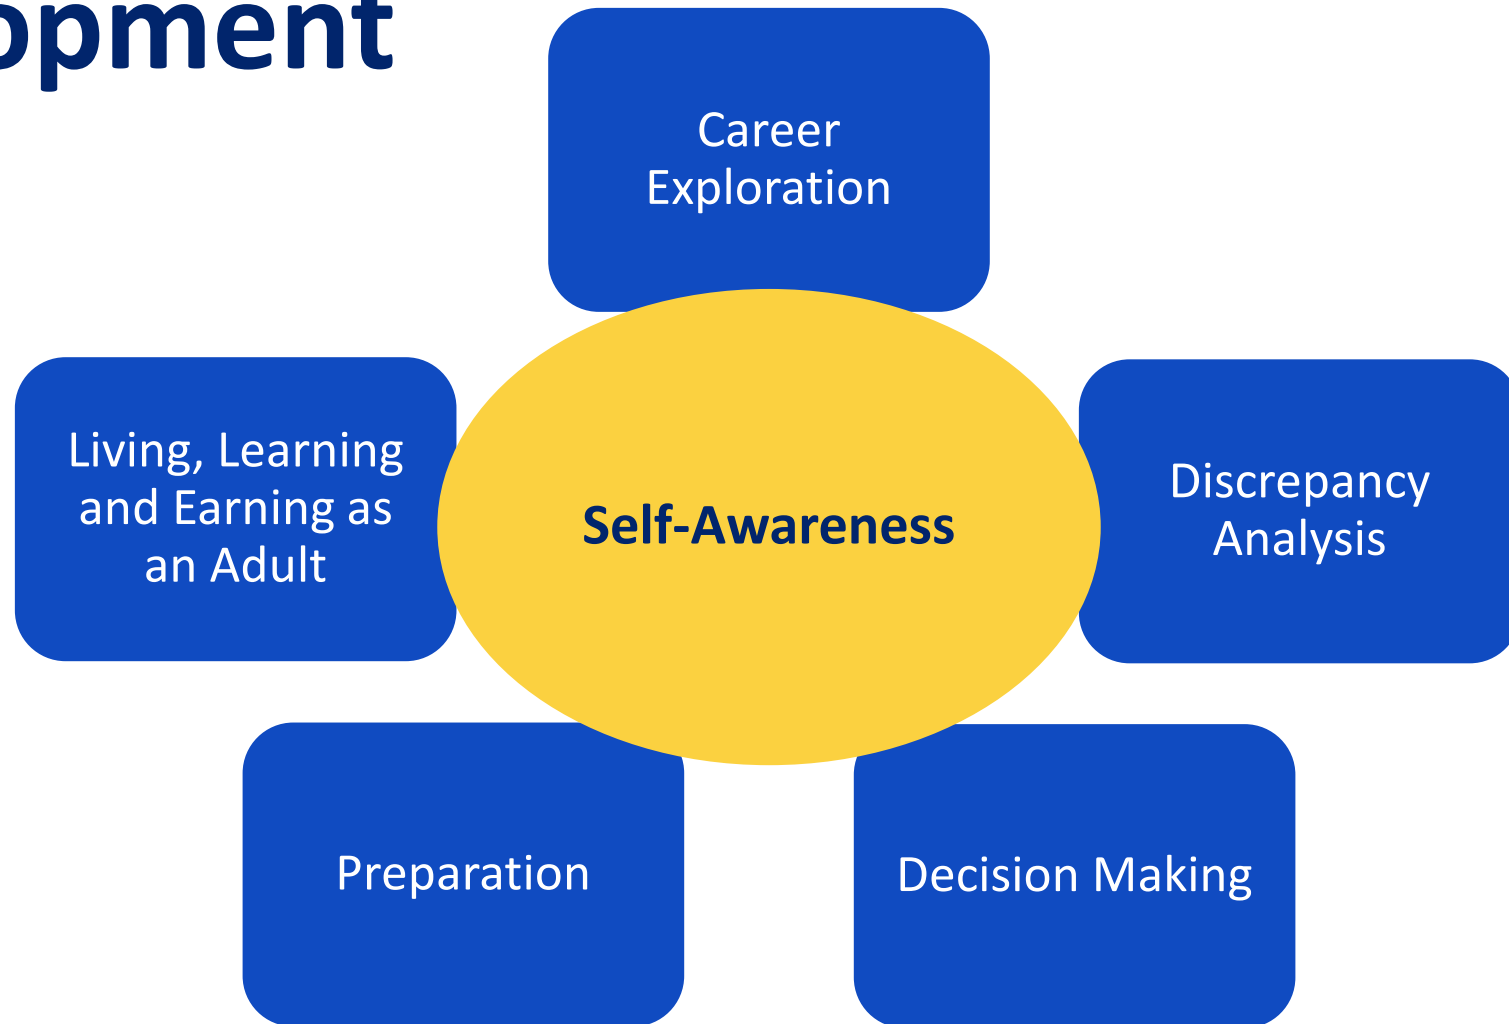 opment
Career
Exploration
Living, Learning
and Earning as
an Adult
Self-Awareness
Discrepancy
Analysis
Preparation
Decision Making